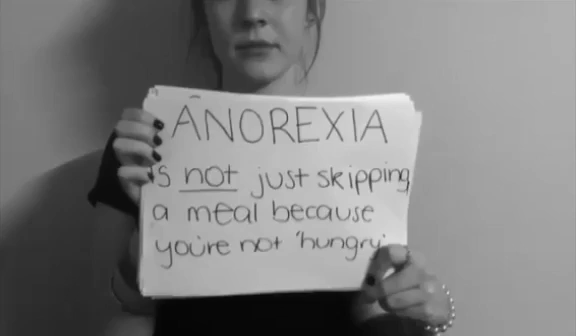 ANOREXIA
is not just skipping
a meal because
you're not 'hungry'